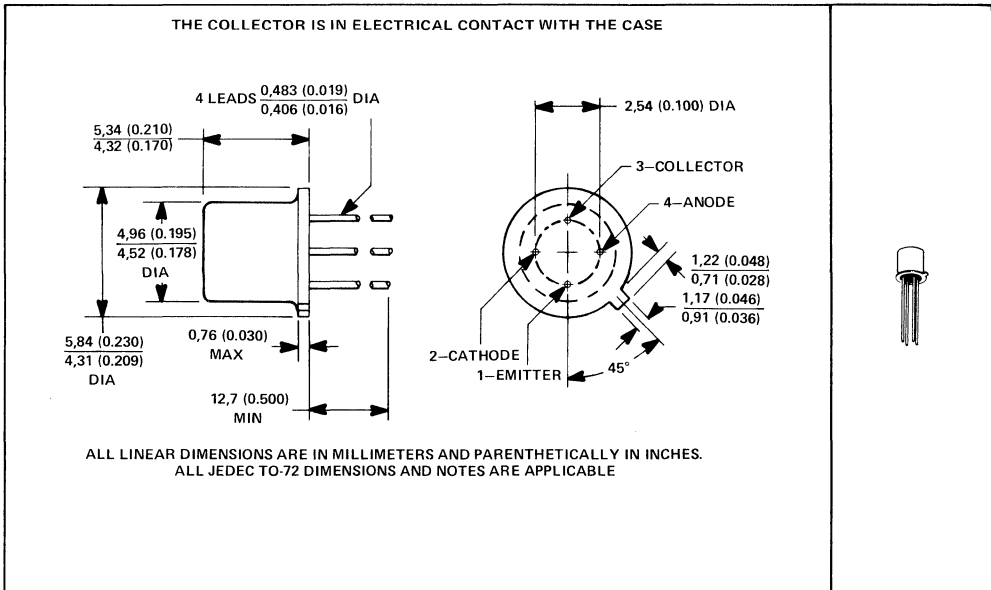 THE COLLECTOR IS IN ELECTRICAL CONTACT WITH THE CASE
4 LEADS 0,483 (0.019) DIA
0,406 (0.016)
2,54 (0.100) DIA
5,34 (0.210)
4,32 (0.170)
3–COLLECTOR
4–ANODE
4,96 (0.195)
4,52 (0.178)
DIA
1,22 (0.048)
0,71 (0.028)
1,17 (0.046)
0,91 (0.036)
5,84 (0.230)
4,31 (0.209)
DIA
0,76 (0.030)
MAX
2–CATHODE
1–EMITTER
45°
12,7 (0.500)
MIN
ALL LINEAR DIMENSIONS ARE IN MILLIMETERS AND PARENTHETICALLY IN INCHES.
ALL JEDEC TO-72 DIMENSIONS AND NOTES ARE APPLICABLE